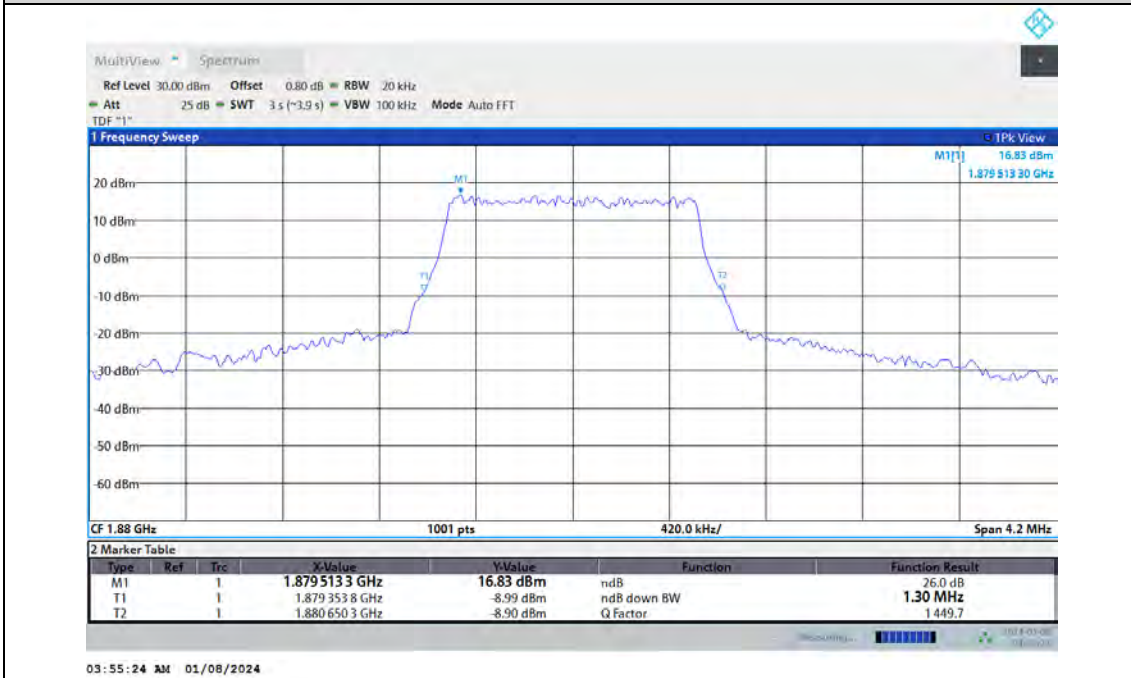 MultiView Spectrum
Ref Level 30.00 dBm Offset 0.80 dB RBW 20 kHz
Att 25 dB SWT 3 s (~3.9 s) VBW 100 kHz Mode Auto FFT
TDF "1"
1 Frequency Sweep 1Pk View
M1[1] 16.83 dBm
1.879 513 30 GHz
M1
20 dBm
10 dBm
0 dBm
T1 T2
-10 dBm
-20 dBm
-30 dBm
-40 dBm
-50 dBm
-60 dBm
CF 1.88 GHz 1001 pts 420.0 kHz/ Span 4.2 MHz
2 Marker Table
Type Ref Trc X-Value Y-Value Function Function Result
M1 1 1.879 513 3 GHz 16.83 dBm ndB 26.0 dB
T1 1 1.879 353 8 GHz -8.99 dBm ndB down BW 1.30 MHz
T2 1 1.880 650 3 GHz -8.90 dBm Q Factor 1 449.7
03:55:24 AM 01/08/2024